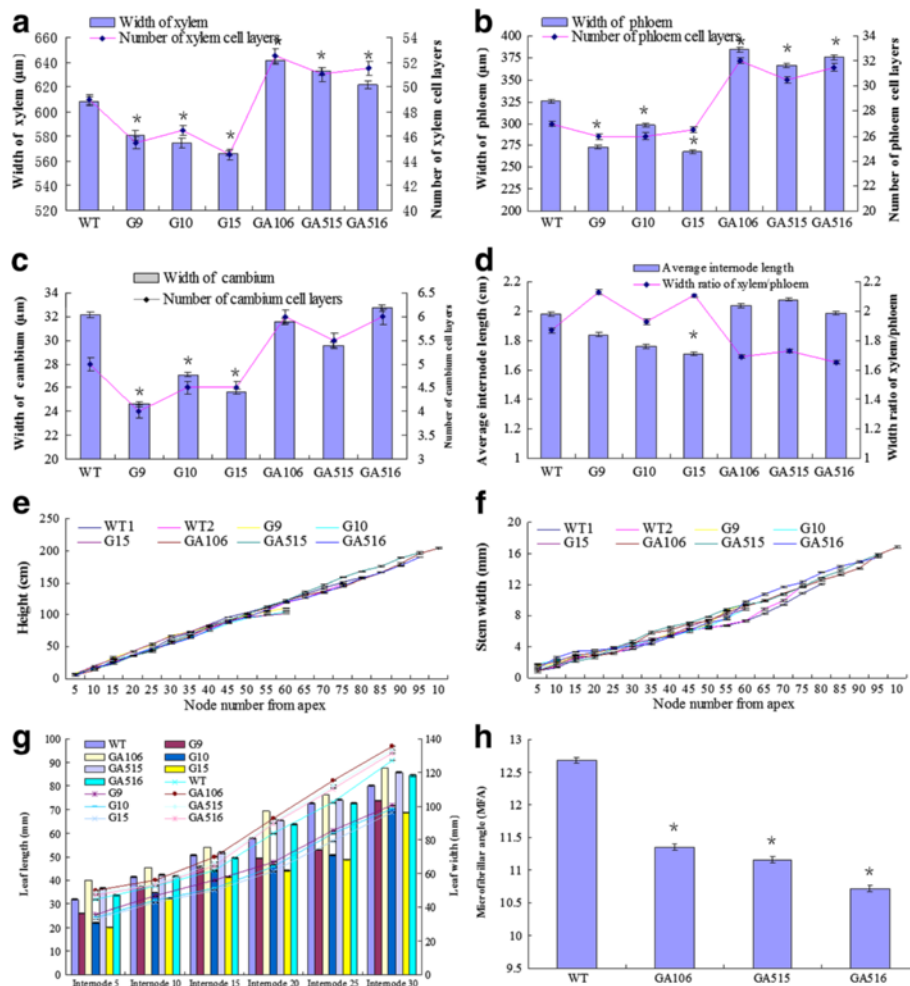 a
Width of xylem
Number of xylem cell layers
Width of xylem (μm)
660
640
620
600
580
560
540
520
* * * * * *
54
52
50
48
46
44
42
40
Number of xylem cell layers
WT G9 G10 G15 GA106 GA515 GA516
b
Width of phloem
Number of phloem cell layers
Width of phloem (μm)
400
375
350
325
300
275
250
225
200
* * * * * *
34
32
30
28
26
24
22
20
Number of phloem cell layers
WT G9 G10 G15 GA106 GA515 GA516
c
Width of cambium
Number of cambium cell layers
Width of cambium (μm)
34
32
30
28
26
24
22
20
* * *
6.5
6
5.5
5
4.5
4
3.5
3
Number of cambium cell layers
WT G9 G10 G15 GA106 GA515 GA516
d
Average internode length
Width ratio of xylem/phloem
Average internode length (cm)
2.2
2
1.8
1.6
1.4
1.2
1
*
2.2
2
1.8
1.6
1.4
1.2
1
Width ratio of xylem/phloem
WT G9 G10 G15 GA106 GA515 GA516
e
WT1 WT2 G9 G10
G15 GA106 GA515 GA516
Height (cm)
250
200
150
100
50
0
5 10 15 20 25 30 35 40 45 50 55 60 65 70 75 80 85 90 95 10
Node number from apex
f
WT1 WT2 G9 G10
G15 GA106 GA515 GA516
Stem width (mm)
20
16
12
8
4
0
5 10 15 20 25 30 35 40 45 50 55 60 65 70 75 80 85 90 95 10
Node number from apex
g
WT G9
GA106 G10
GA515 G15
GA516 WT
G9 GA106
G10 GA515
G15 GA516
Leaf length (mm)
100
90
80
70
60
50
40
30
20
10
0
140
120
100
80
60
40
20
0
Leaf width (mm)
Internode 5 Internode 10 Internode 15 Internode 20 Internode 25 Internode 30
h
Microfibrillar angle (MFA)
12.5
12
11.5
11
10.5
10
9.5
* * *
WT GA106 GA515 GA516